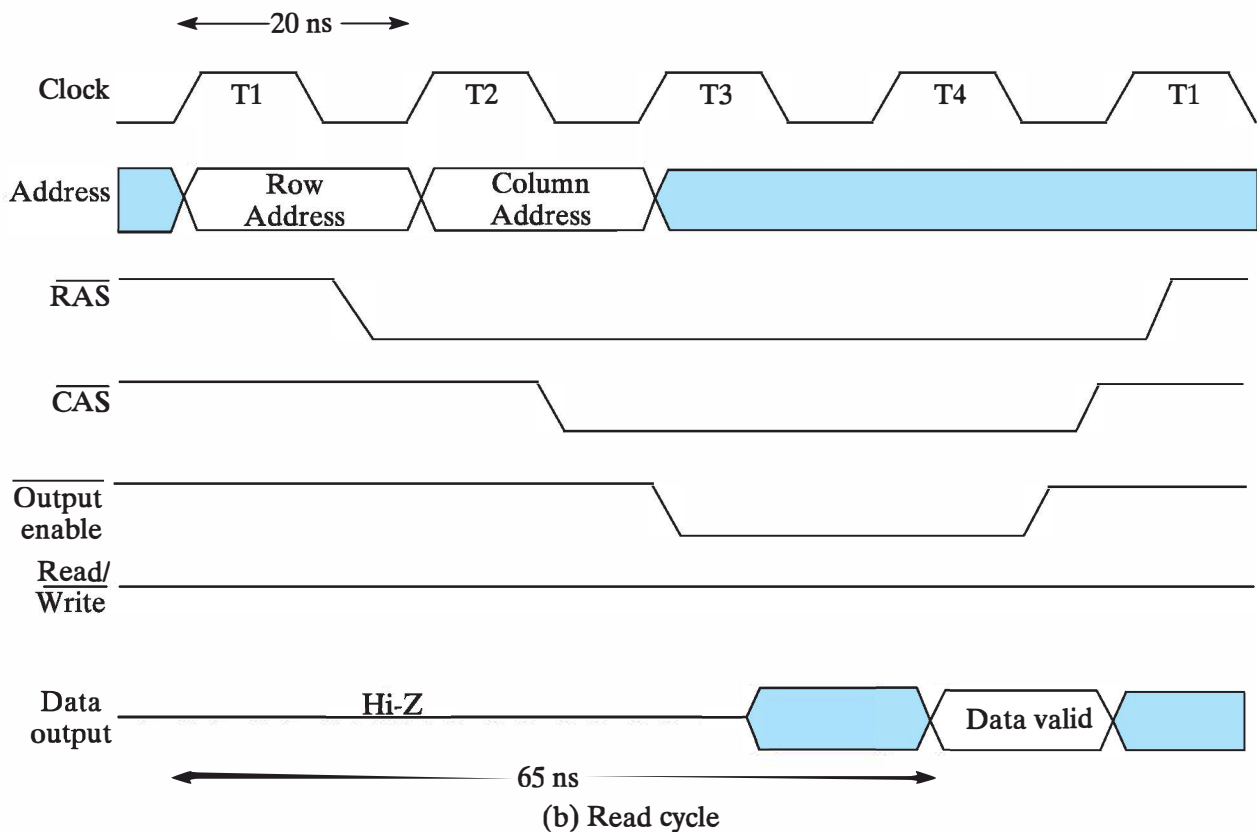 20 ns
Clock
T1 T2 T3 T4 T1
Address
Row
Address
Column
Address
RAS
CAS
Output
enable
Read/
Write
Data
output
Hi-Z
Data valid
65 ns
(b) Read cycle